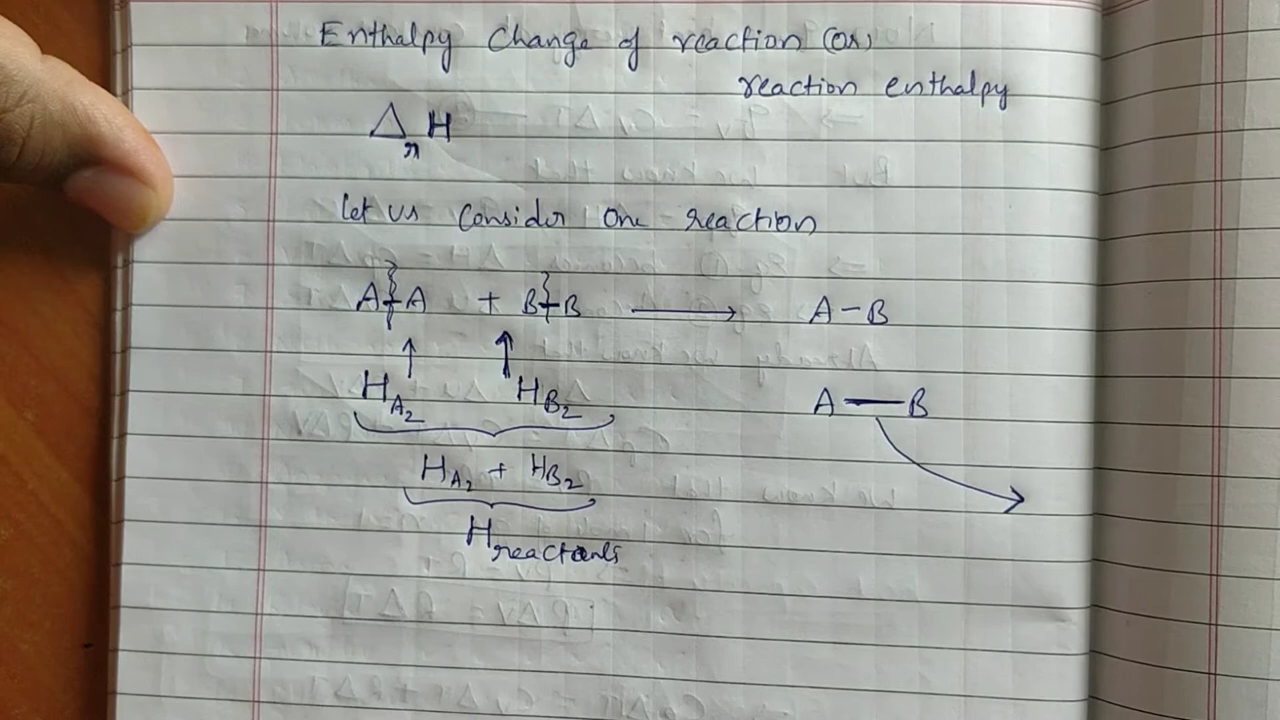 Enthalpy Change of reaction (or)
reaction enthalpy
ΔrH
let us Consider One reaction
A-A + B-B ⟶ A-B
↑ ↑
HA2 HB2
A—B
HA2 + HB2
Hreactants